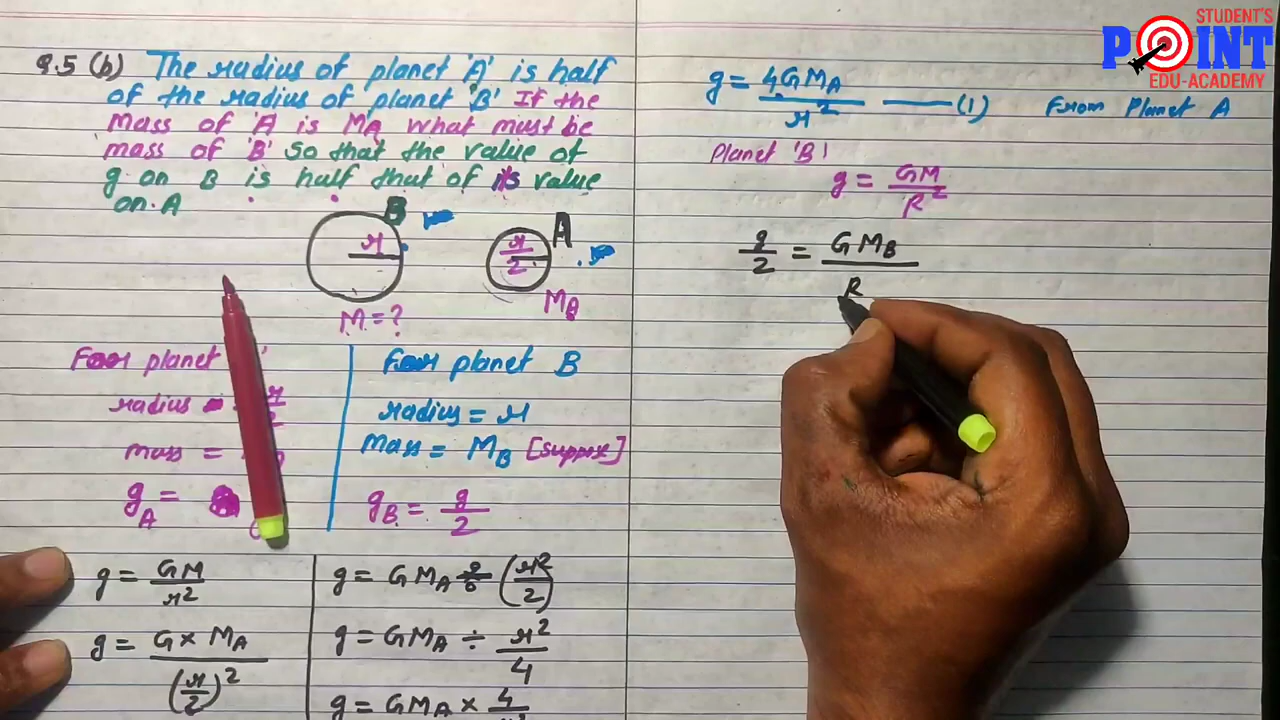 STUDENT'S
POINT
EDU-ACADEMY
Q.5 (b) The radius of planet 'A' is half
of the radius of planet 'B' If the
mass of 'A is MA what must be
mass of 'B' So that the value of
g on B is half that of its value
on A
B
r
M = ?
A
r/2
MA
For planet
radius = r/2
mass =
gA =
For planet B
radius = r
Mass = MB [suppose]
gB = g/2
g = GM/r²
g = G × MA/(r/2)²
g = GMA (r²/2)
g = GMA ÷ r²/4
g = GMA × 4
g = 4GMA/r² (1) From Planet A
Planet 'B'
g = GM/R²
g/2 = GMB/R